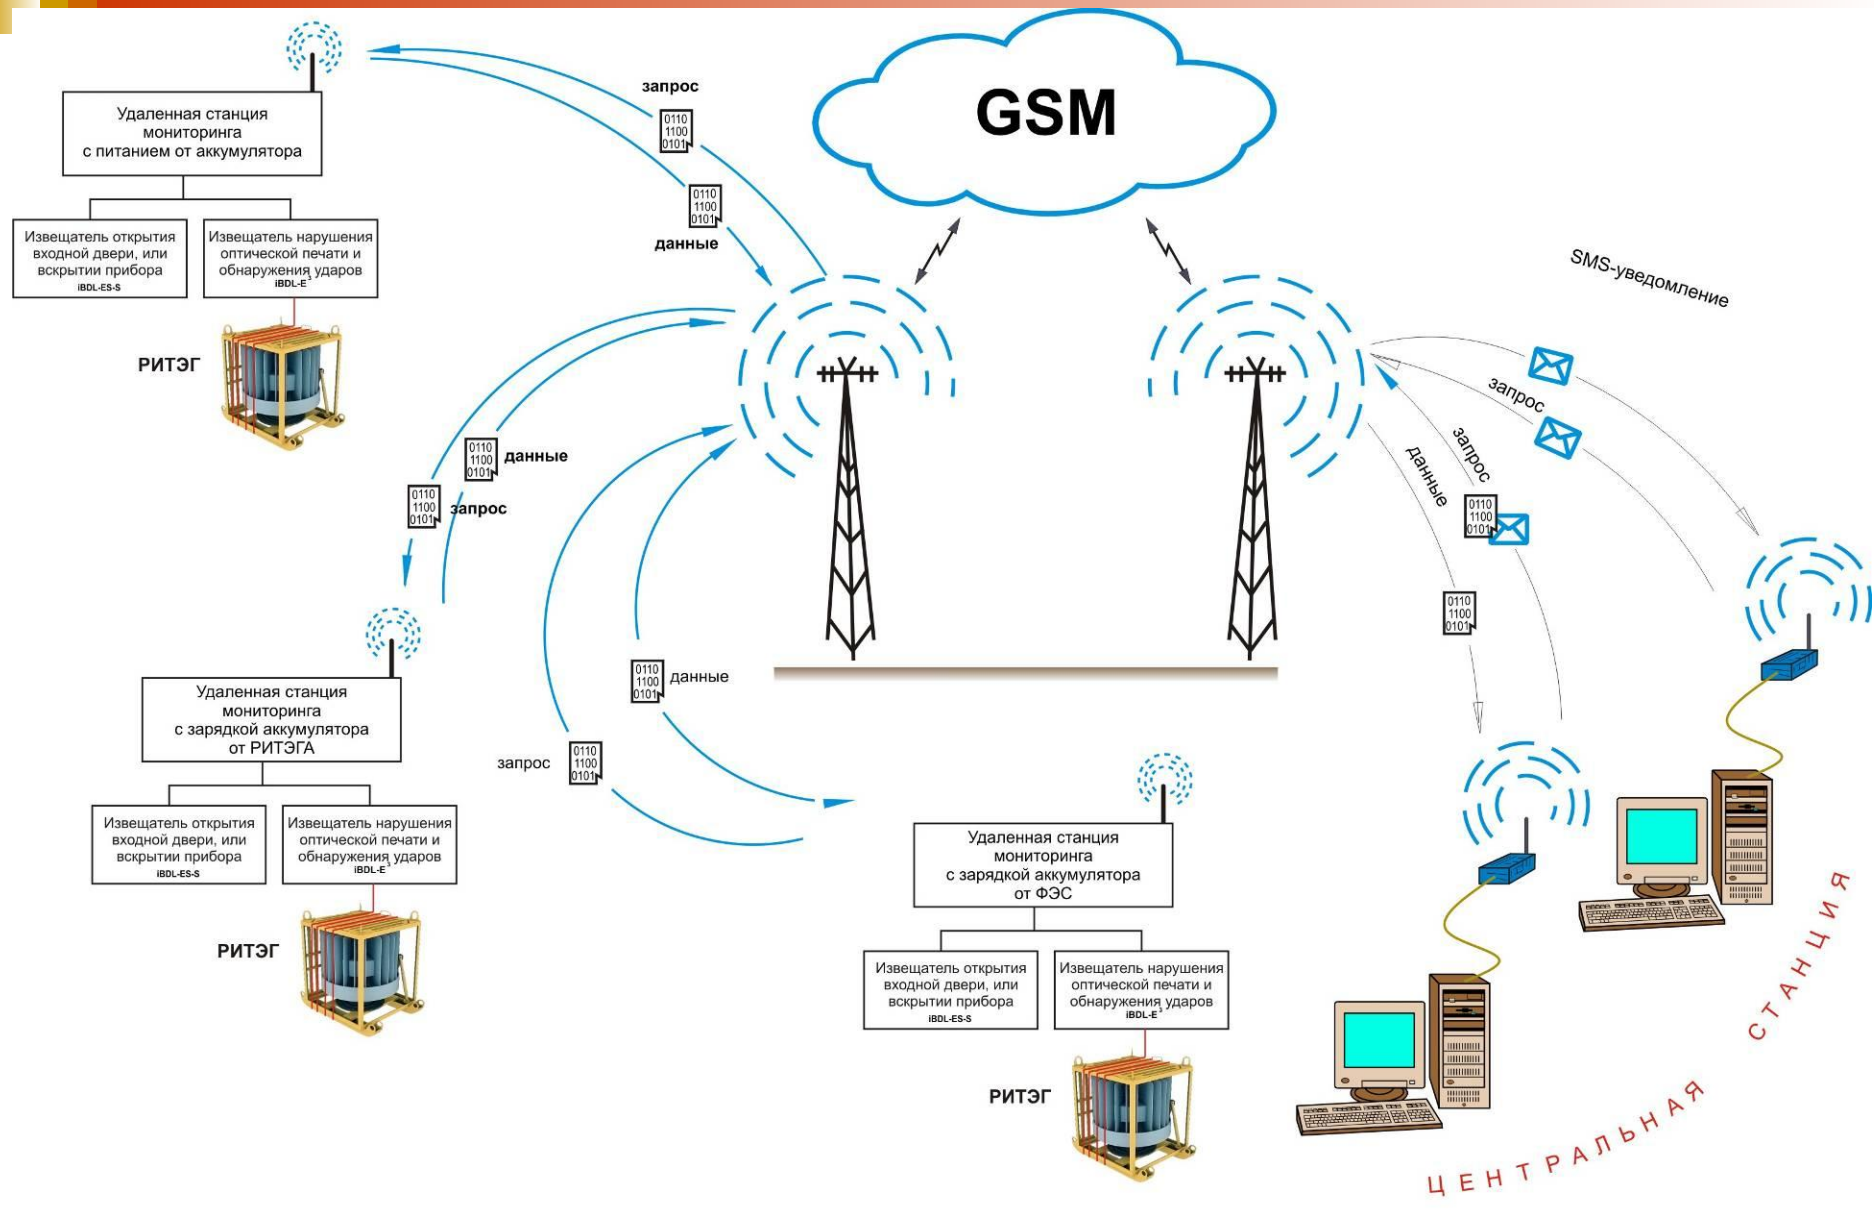 GSM
запрос
0110
1100
0101
0110
1100
0101
данные
Удаленная станция
мониторинга
с питанием от аккумулятора
Извещатель открытия
входной двери, или
вскрытии прибора
iBDL-ES-S
Извещатель нарушения
оптической печати и
обнаружения ударов
iBDL-E³
РИТЭГ
0110
1100
0101
данные
0110
1100
0101
запрос
Удаленная станция
мониторинга
с зарядкой аккумулятора
от РИТЭГА
Извещатель открытия
входной двери, или
вскрытии прибора
iBDL-ES-S
Извещатель нарушения
оптической печати и
обнаружения ударов
iBDL-E³
РИТЭГ
0110
1100
0101
данные
запрос
0110
1100
0101
Удаленная станция
мониторинга
с зарядкой аккумулятора
от ФЭС
Извещатель открытия
входной двери, или
вскрытии прибора
iBDL-ES-S
Извещатель нарушения
оптической печати и
обнаружения ударов
iBDL-E³
РИТЭГ
SMS-уведомление
запрос
запрос
данные
0110
1100
0101
0110
1100
0101
ЦЕНТРАЛЬНАЯ СТАНЦИЯ